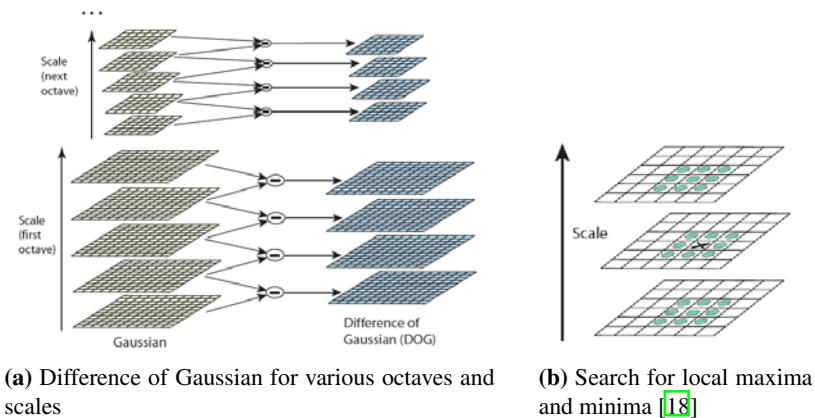 ...
Scale
(next
octave)
Scale
(first
octave)
Gaussian
Difference of
Gaussian (DOG)
(a) Difference of Gaussian for various octaves and
scales
Scale
(b) Search for local maxima
and minima [18]